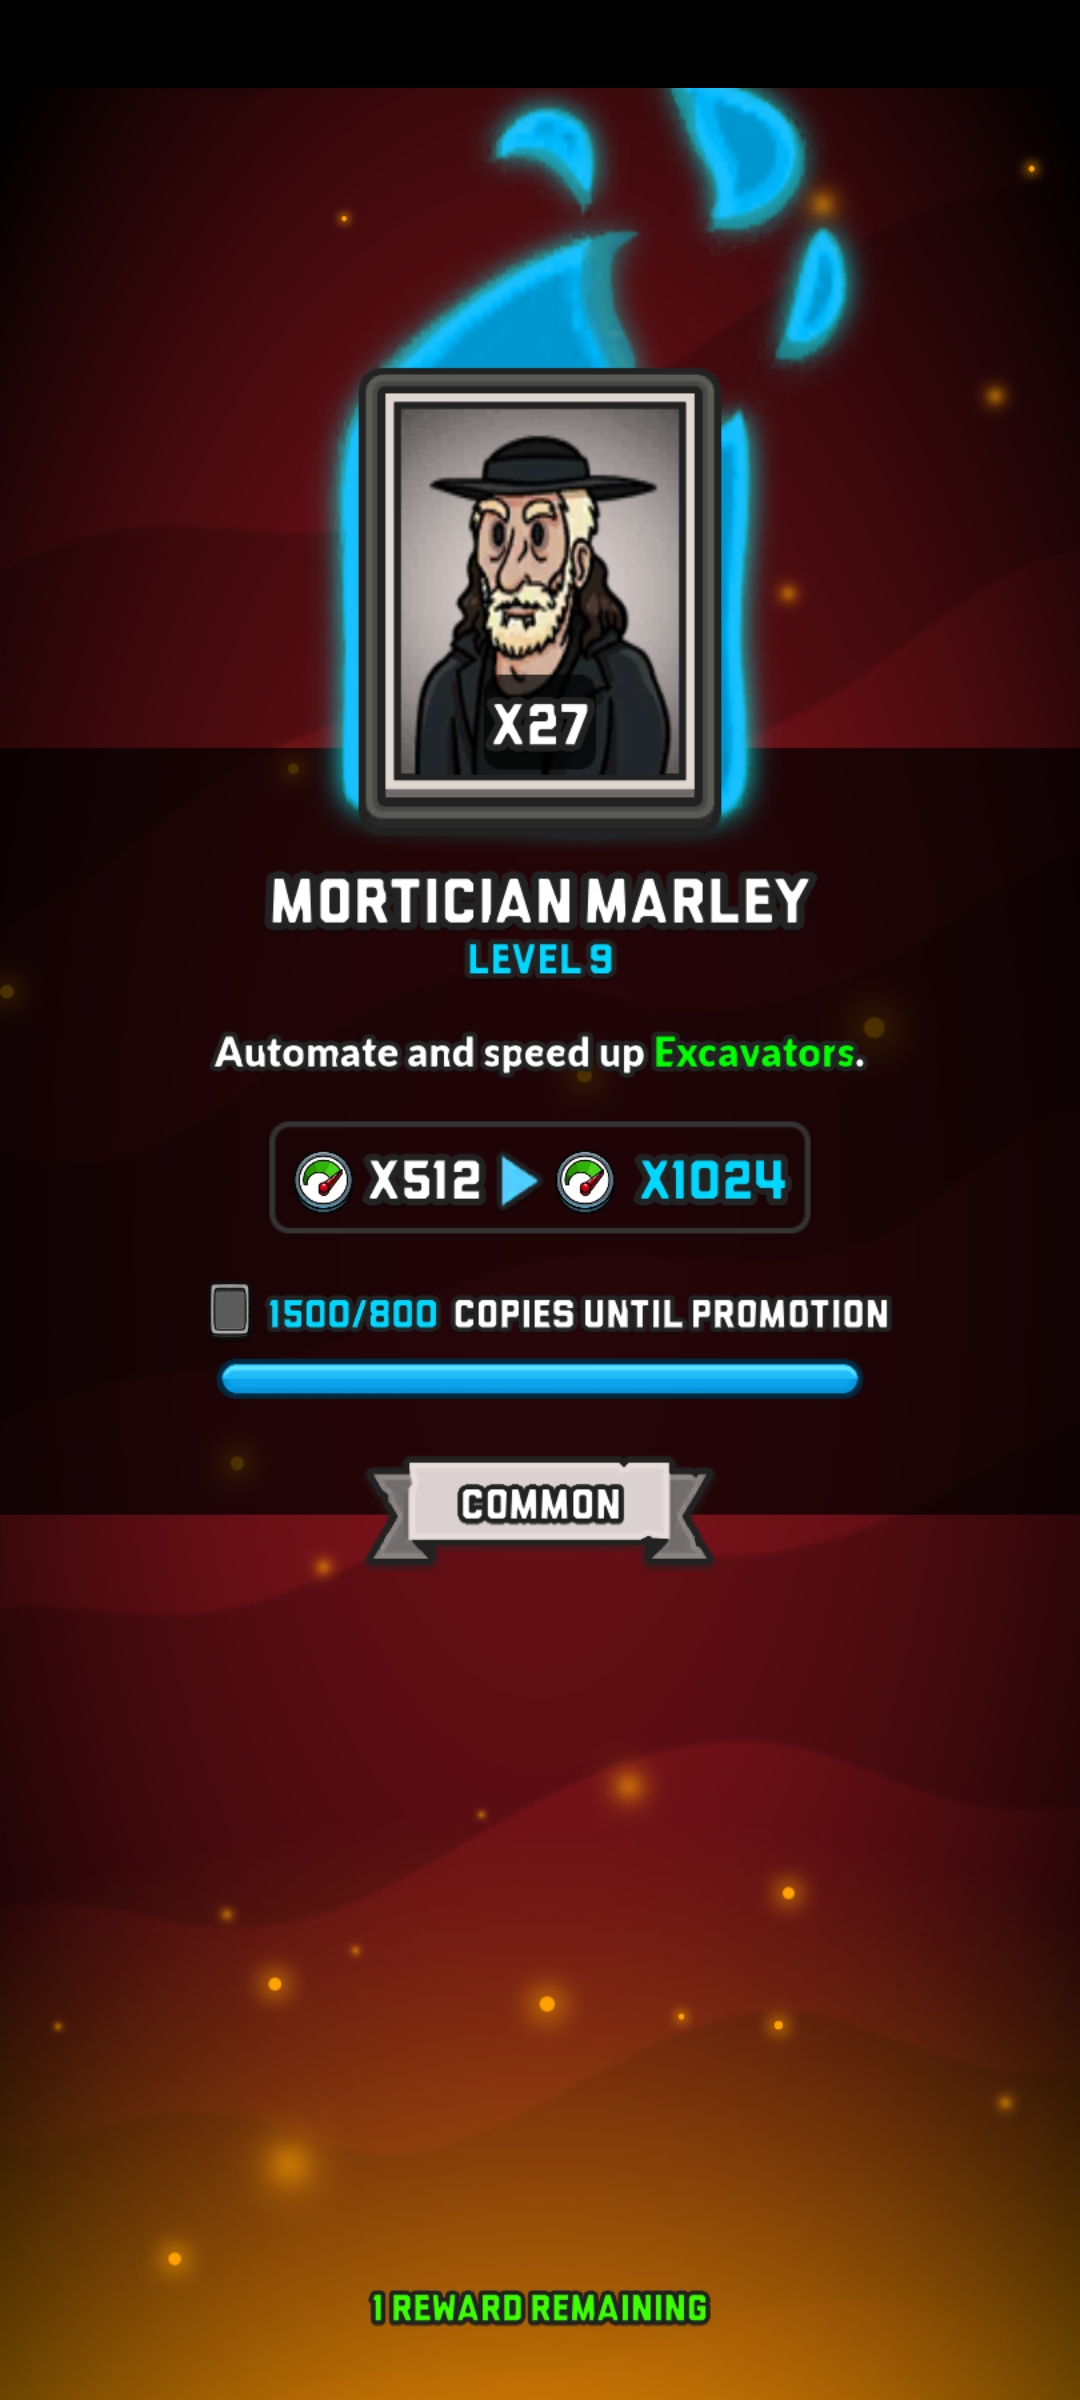 X27
MORTICIAN MARLEY
LEVEL 9
Automate and speed up Excavators.
X512 X1024
1500/800 COPIES UNTIL PROMOTION
COMMON
1 REWARD REMAINING